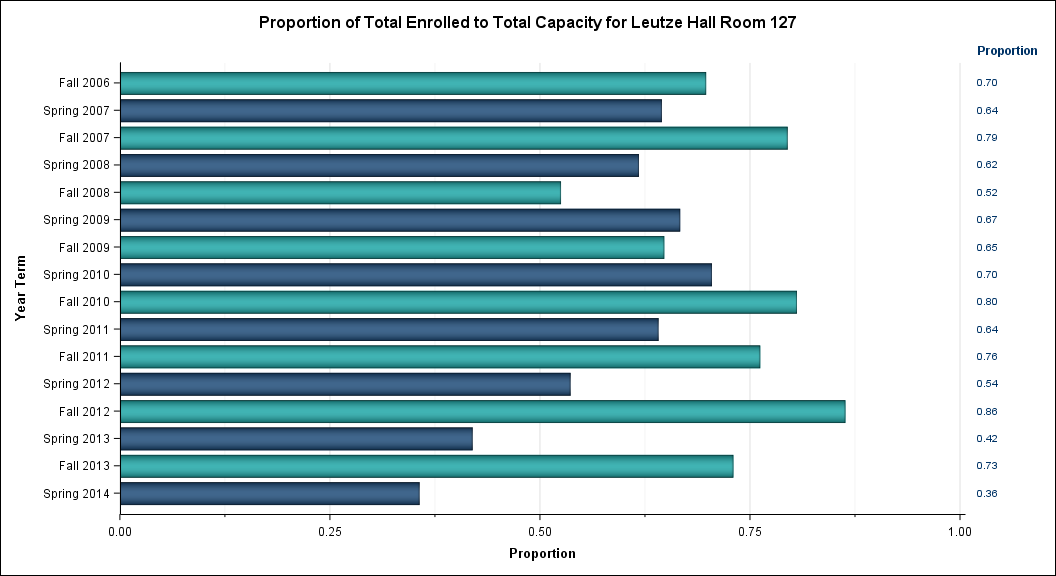 Proportion of Total Enrolled to Total Capacity for Leutze Hall Room 127
Proportion
Fall 2006 0.70
Spring 2007 0.64
Fall 2007 0.79
Spring 2008 0.62
Fall 2008 0.52
Spring 2009 0.67
Fall 2009 0.65
Spring 2010 0.70
Fall 2010 0.80
Spring 2011 0.64
Fall 2011 0.76
Spring 2012 0.54
Fall 2012 0.86
Spring 2013 0.42
Fall 2013 0.73
Spring 2014 0.36
Year Term
0.00 0.25 0.50 0.75 1.00
Proportion